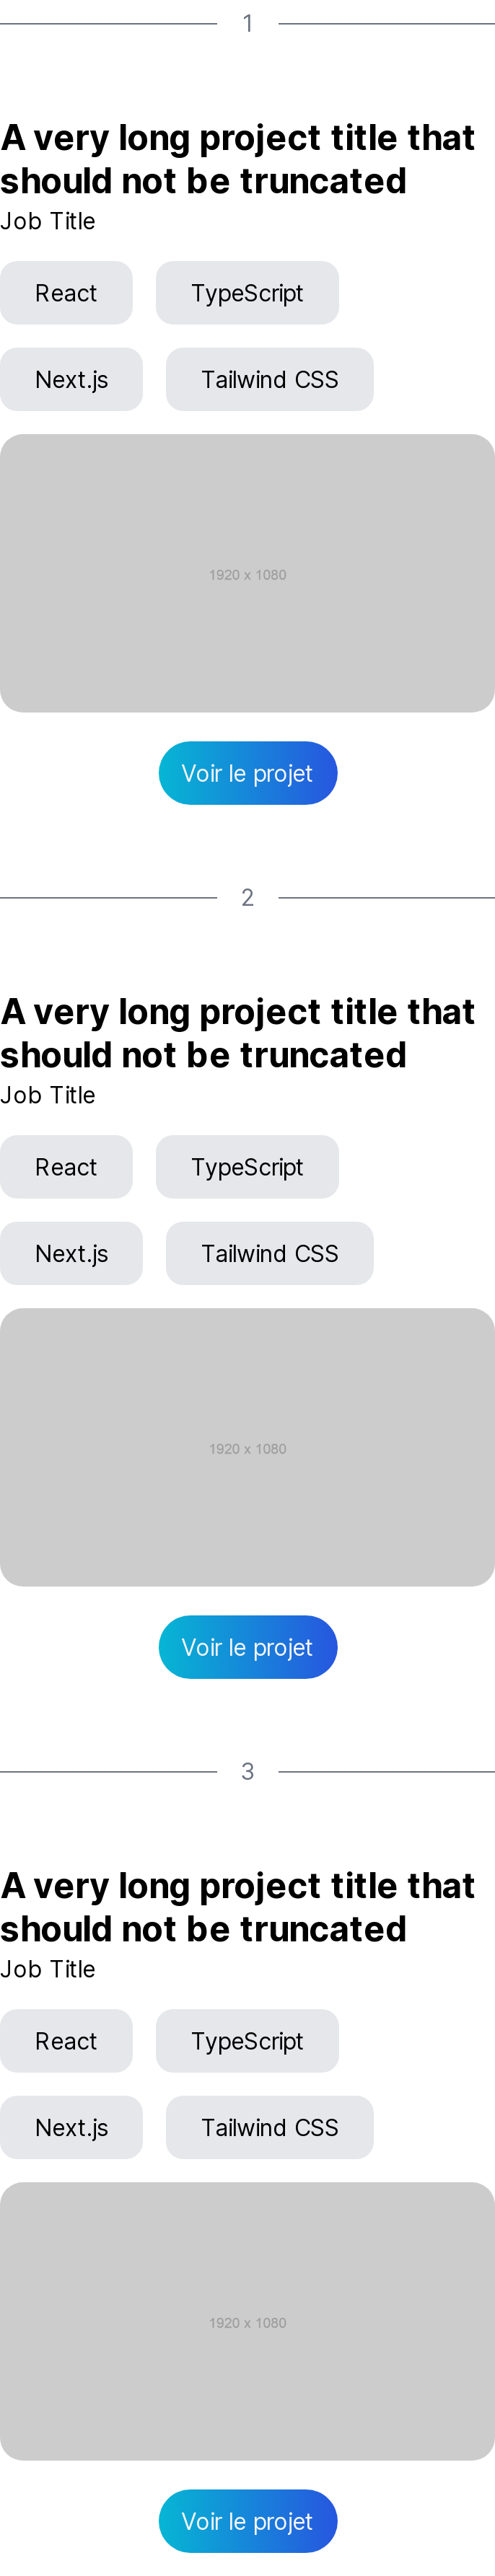 1
A very long project title that
should not be truncated
Job Title
React TypeScript
Next.js Tailwind CSS
1920 x 1080
Voir le projet
2
A very long project title that
should not be truncated
Job Title
React TypeScript
Next.js Tailwind CSS
1920 x 1080
Voir le projet
3
A very long project title that
should not be truncated
Job Title
React TypeScript
Next.js Tailwind CSS
1920 x 1080
Voir le projet